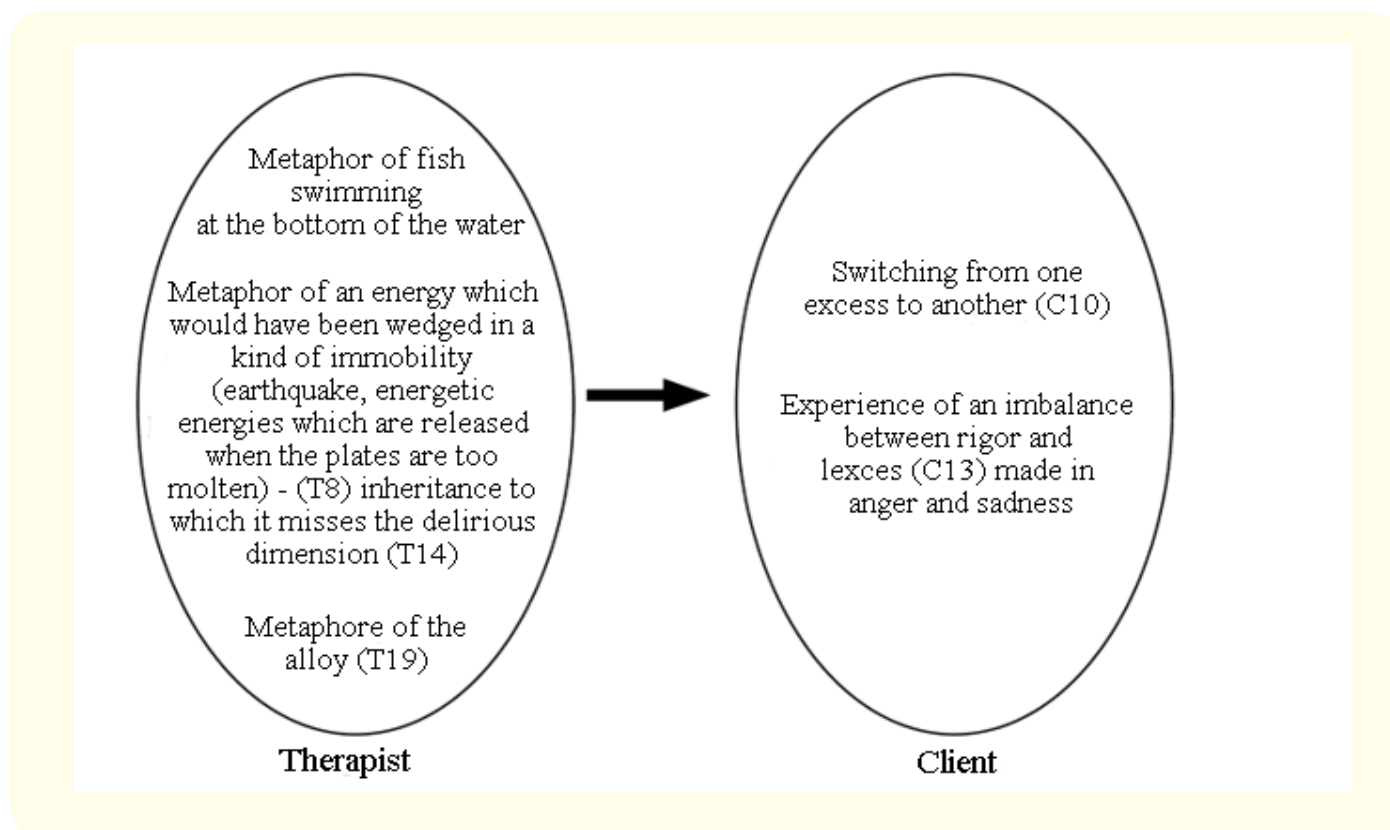 Metaphor of fish
swimming
at the bottom of the water
Metaphor of an energy which
would have been wedged in a
kind of immobility
(earthquake, energetic
energies which are released
when the plates are too
molten) - (T8) inheritance to
which it misses the delirious
dimension (T14)
Metaphore of the
alloy (T19)
Therapist
Switching from one
excess to another (C10)
Experience of an imbalance
between rigor and
lexces (C13) made in
anger and sadness
Client